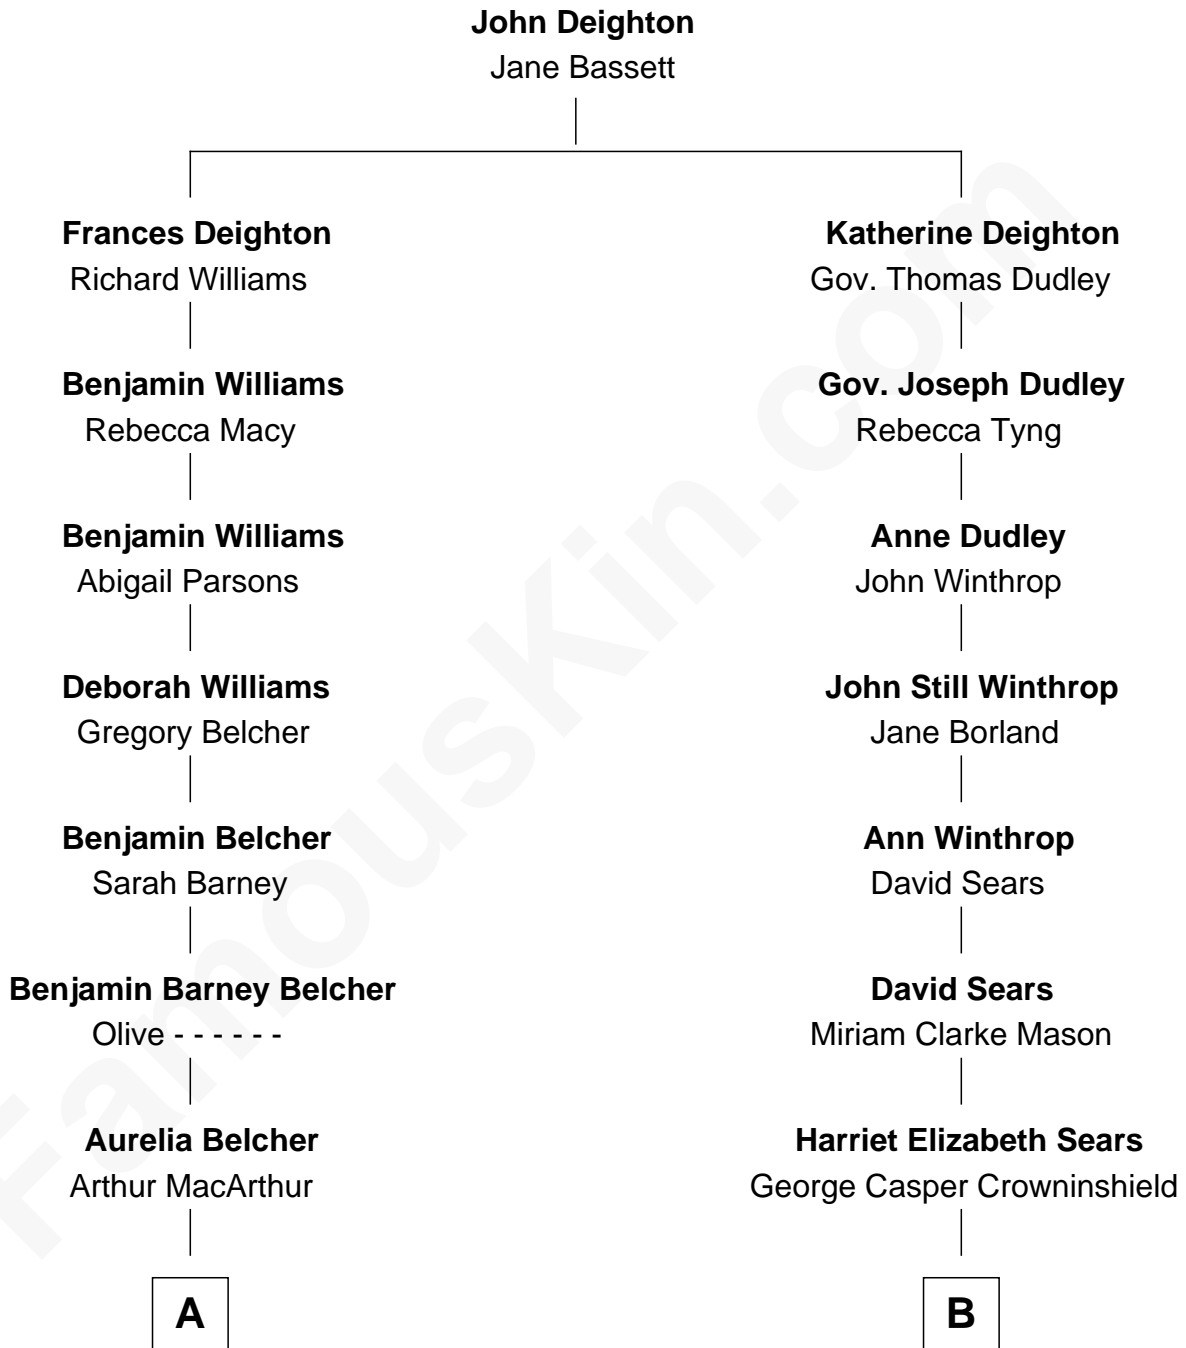 John Deighton
Jane Bassett
Frances Deighton
Richard Williams
Katherine Deighton
Gov. Thomas Dudley
Benjamin Williams
Rebecca Macy
Gov. Joseph Dudley
Rebecca Tyng
Benjamin Williams
Abigail Parsons
Anne Dudley
John Winthrop
Deborah Williams
Gregory Belcher
John Still Winthrop
Jane Borland
Benjamin Belcher
Sarah Barney
Ann Winthrop
David Sears
Benjamin Barney Belcher
Olive - - - - - -
David Sears
Miriam Clarke Mason
Aurelia Belcher
Arthur MacArthur
Harriet Elizabeth Sears
George Casper Crowninshield
A
B
FamousKin.com